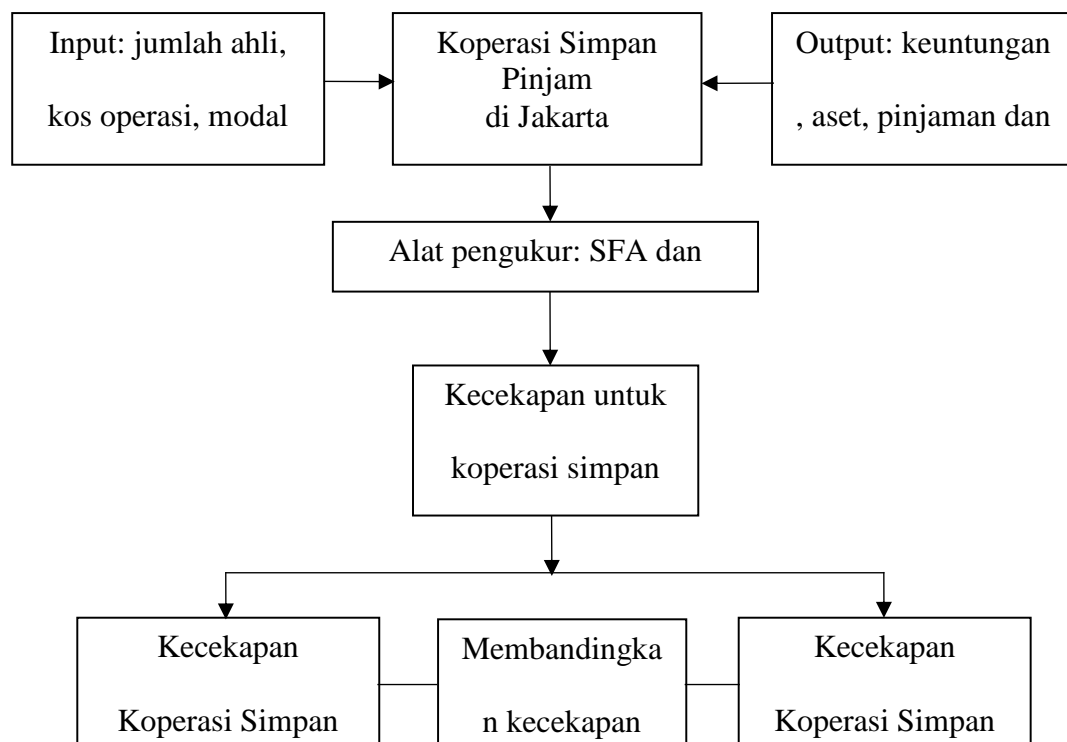 Input: jumlah ahli,
kos operasi, modal
Koperasi Simpan
Pinjam
di Jakarta
Output: keuntungan
, aset, pinjaman dan
Alat pengukur: SFA dan
Kecekapan untuk
koperasi simpan
Kecekapan
Koperasi Simpan
Membandingka
n kecekapan
Kecekapan
Koperasi Simpan